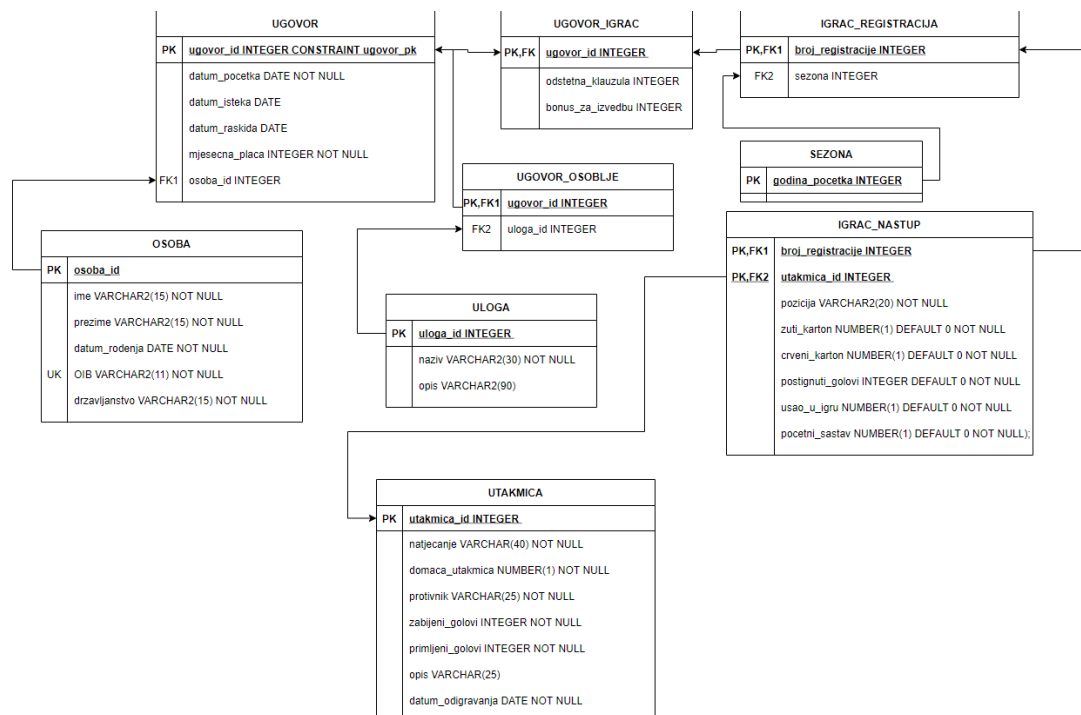 UGOVOR
PK ugovor_id INTEGER CONSTRAINT ugovor_pk
datum_pocetka DATE NOT NULL
datum_isteka DATE
datum_raskida DATE
mjesecna_placa INTEGER NOT NULL
FK1 osoba_id INTEGER
UGOVOR_IGRAC
PK,FK ugovor_id INTEGER
odstetna_klauzula INTEGER
bonus_za_izvedbu INTEGER
IGRAC_REGISTRACIJA
PK,FK1 broj_registracije INTEGER
FK2 sezona INTEGER
SEZONA
PK godina_pocetka INTEGER
UGOVOR_OSOBLJE
PK,FK1 ugovor_id INTEGER
FK2 uloga_id INTEGER
IGRAC_NASTUP
PK,FK1 broj_registracije INTEGER
PK,FK2 utakmica_id INTEGER
pozicija VARCHAR2(20) NOT NULL
zuti_karton NUMBER(1) DEFAULT 0 NOT NULL
crveni_karton NUMBER(1) DEFAULT 0 NOT NULL
postignuti_golovi INTEGER DEFAULT 0 NOT NULL
usao_u_igru NUMBER(1) DEFAULT 0 NOT NULL
pocetni_sastav NUMBER(1) DEFAULT 0 NOT NULL);
OSOBA
PK osoba_id
ime VARCHAR2(15) NOT NULL
prezime VARCHAR2(15) NOT NULL
datum_rodenja DATE NOT NULL
UK OIB VARCHAR2(11) NOT NULL
drzavljanstvo VARCHAR2(15) NOT NULL
ULOGA
PK uloga_id INTEGER
naziv VARCHAR2(30) NOT NULL
opis VARCHAR2(90)
UTAKMICA
PK utakmica_id INTEGER
natjecanje VARCHAR(40) NOT NULL
domaca_utakmica NUMBER(1) NOT NULL
protivnik VARCHAR(25) NOT NULL
zabijeni_golovi INTEGER NOT NULL
primljeni_golovi INTEGER NOT NULL
opis VARCHAR(25)
datum_odigravanja DATE NOT NULL